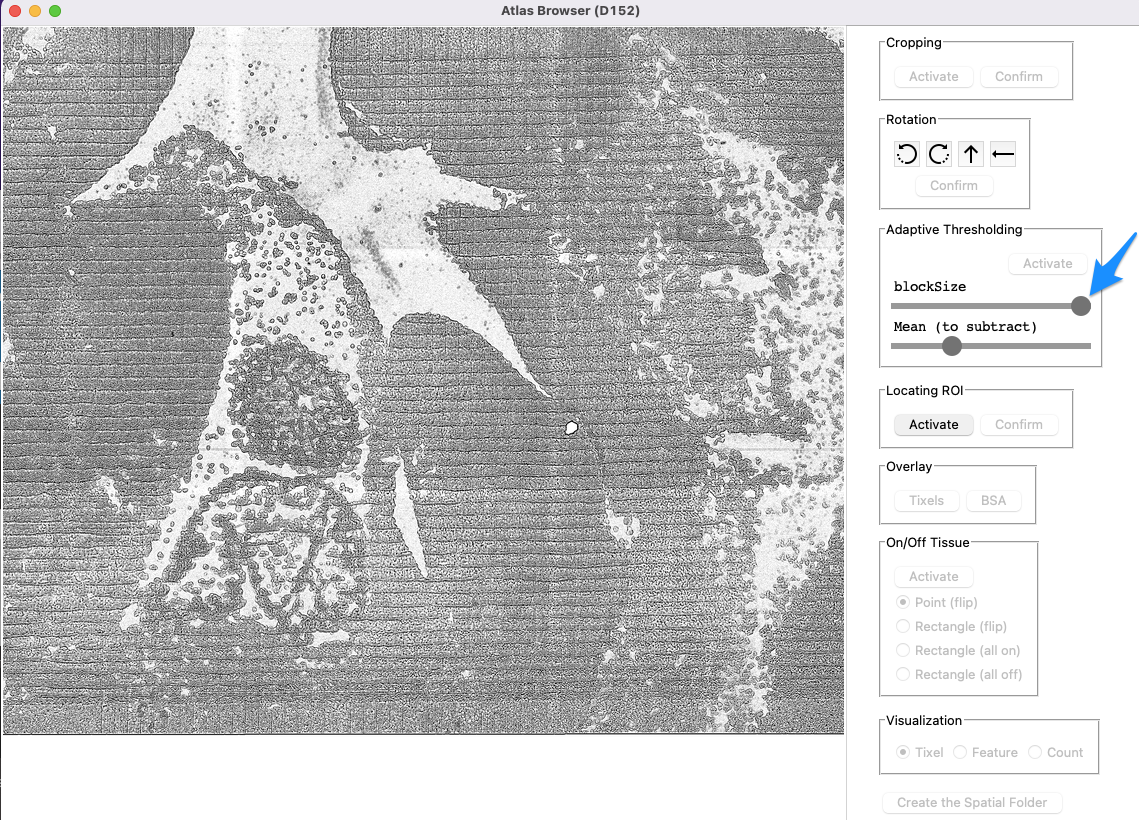 Atlas Browser (D152)
Cropping
Activate Confirm
Rotation
Confirm
Adaptive Thresholding
Activate
blockSize
Mean (to subtract)
Locating ROI
Activate Confirm
Overlay
Tixels BSA
On/Off Tissue
Activate
Point (flip)
Rectangle (flip)
Rectangle (all on)
Rectangle (all off)
Visualization
Tixel Feature Count
Create the Spatial Folder